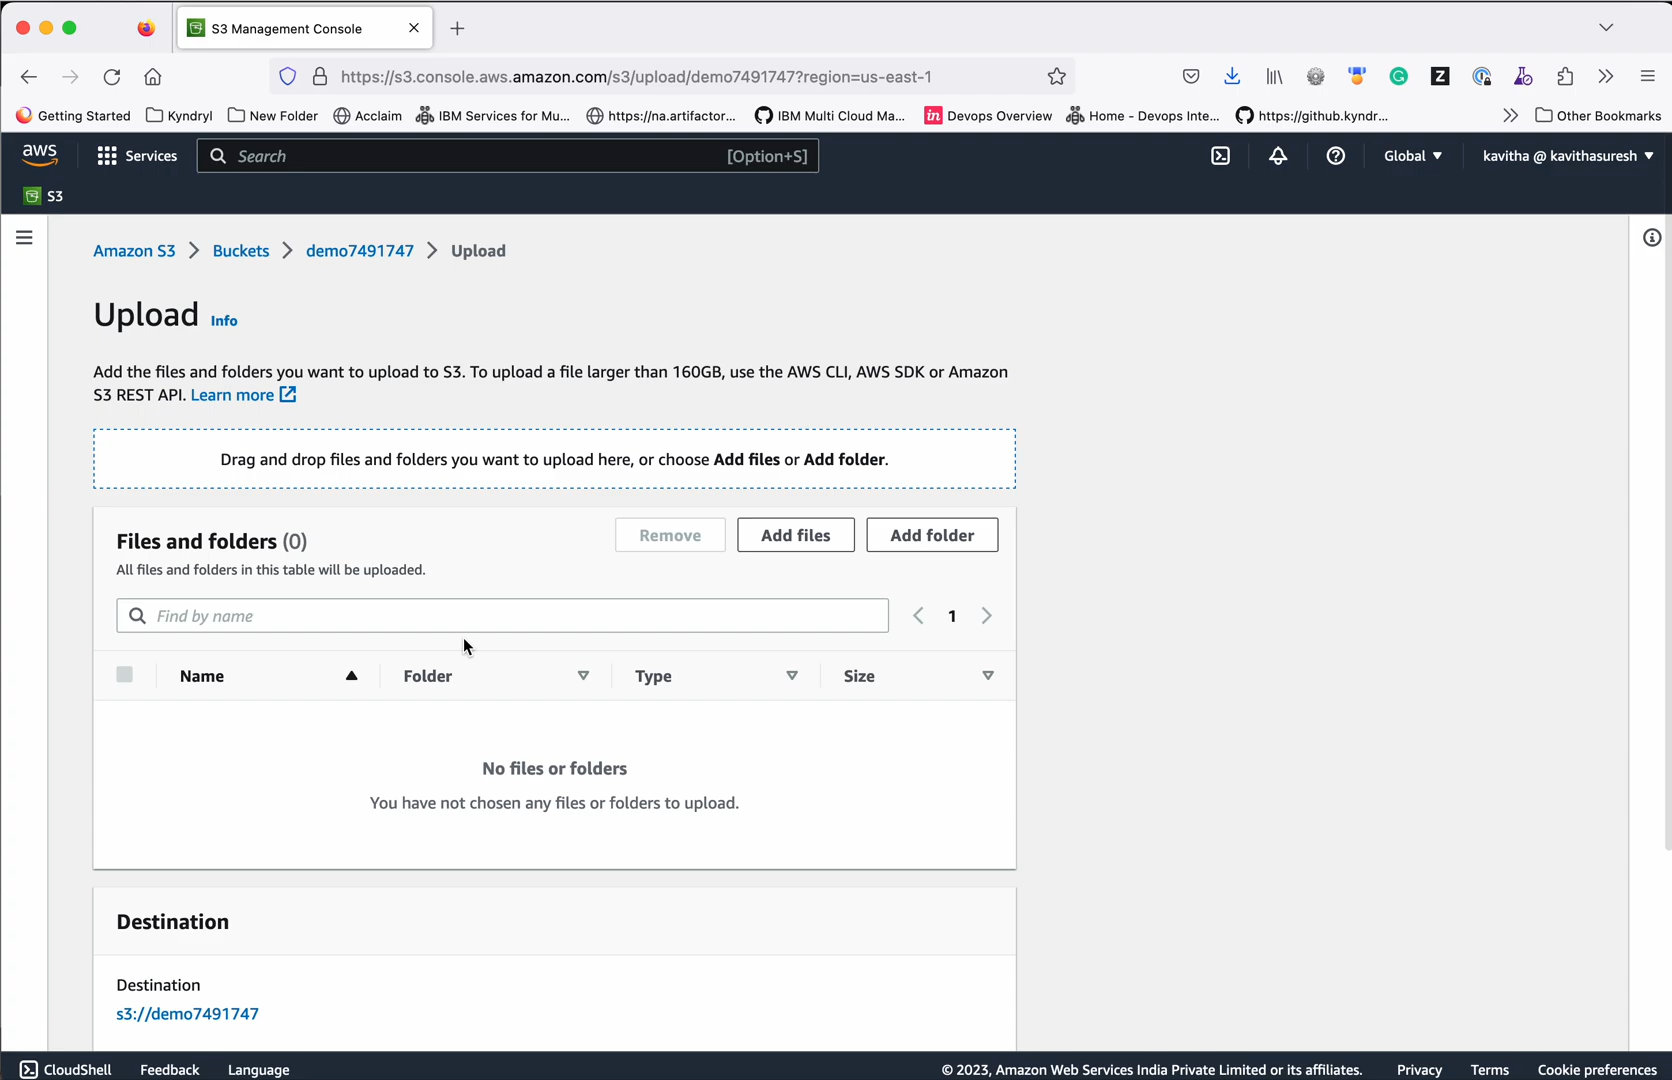 S3 Management Console
https://s3.console.aws.amazon.com/s3/upload/demo7491747?region=us-east-1
Getting Started Kyndryl New Folder Acclaim IBM Services for Mu... https://na.artifactor... IBM Multi Cloud Ma... in Devops Overview Home - Devops Inte... https://github.kyndr... Other Bookmarks
aws Services Search [Option+S] Global kavitha @ kavithasuresh
S3
Amazon S3 > Buckets > demo7491747 > Upload
Upload Info
Add the files and folders you want to upload to S3. To upload a file larger than 160GB, use the AWS CLI, AWS SDK or Amazon
S3 REST API. Learn more
Drag and drop files and folders you want to upload here, or choose Add files or Add folder.
Files and folders (0) Remove Add files Add folder
All files and folders in this table will be uploaded.
Find by name 1
Name Folder Type Size
No files or folders
You have not chosen any files or folders to upload.
Destination
Destination
s3://demo7491747
CloudShell Feedback Language © 2023, Amazon Web Services India Private Limited or its affiliates. Privacy Terms Cookie preferences